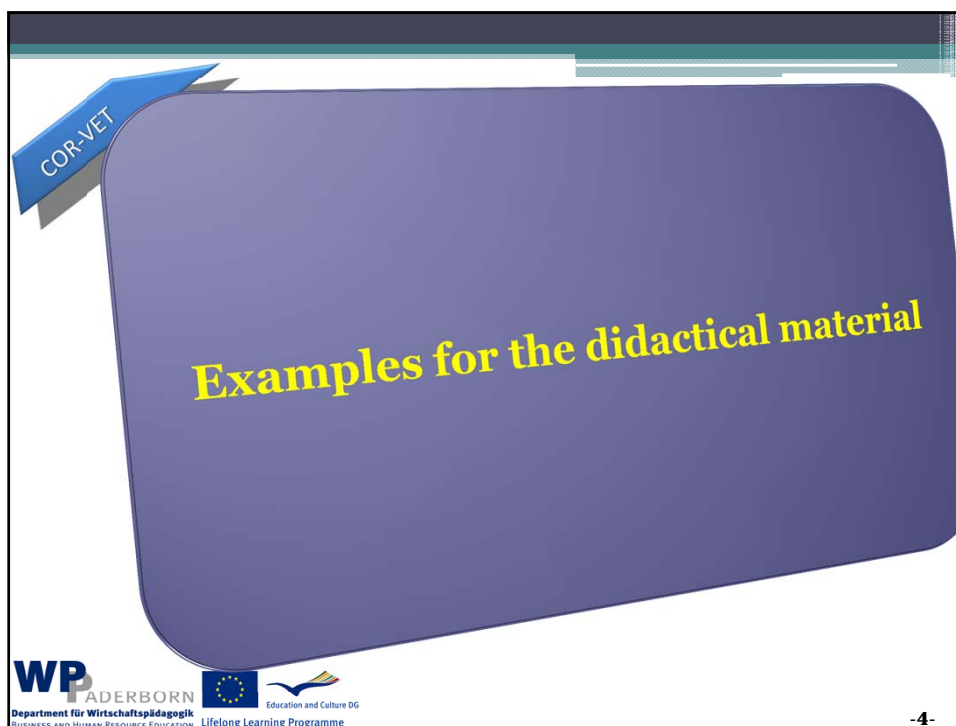 COR-VET
Examples for the didactical material
WP
ADERBORN
Department für Wirtschaftspädagogik
BUSINESS AND HUMAN RESOURCE EDUCATION
Education and Culture DG
Lifelong Learning Programme
-4-